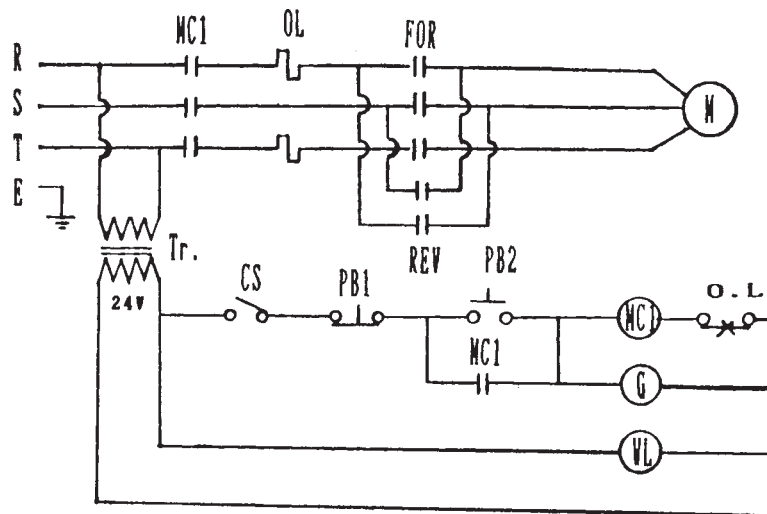 MC1 OL FOR
R
S
M
T
E
Tr.
REV
24V
CS PB1 PB2 O.L
MC1
MC1
G
VL